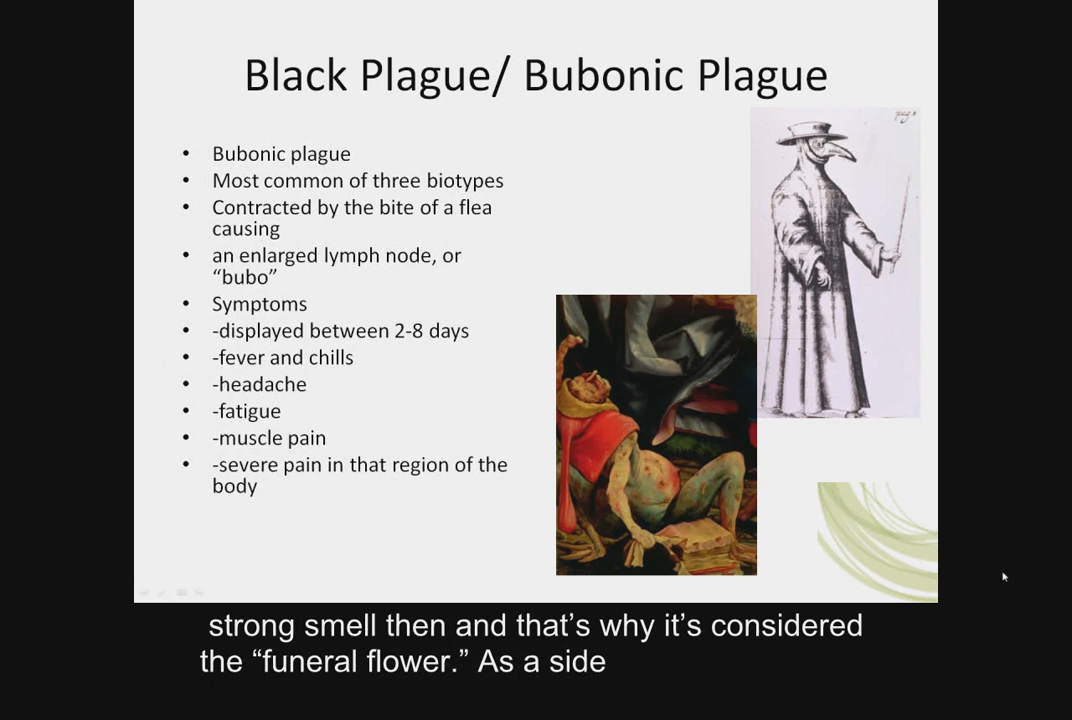 Black Plague/ Bubonic Plague
• Bubonic plague
• Most common of three biotypes
• Contracted by the bite of a flea
causing
• an enlarged lymph node, or
“bubo”
• Symptoms
• -displayed between 2-8 days
• -fever and chills
• -headache
• -fatigue
• -muscle pain
• -severe pain in that region of the
body
strong smell then and that’s why it’s considered
the “funeral flower.” As a side